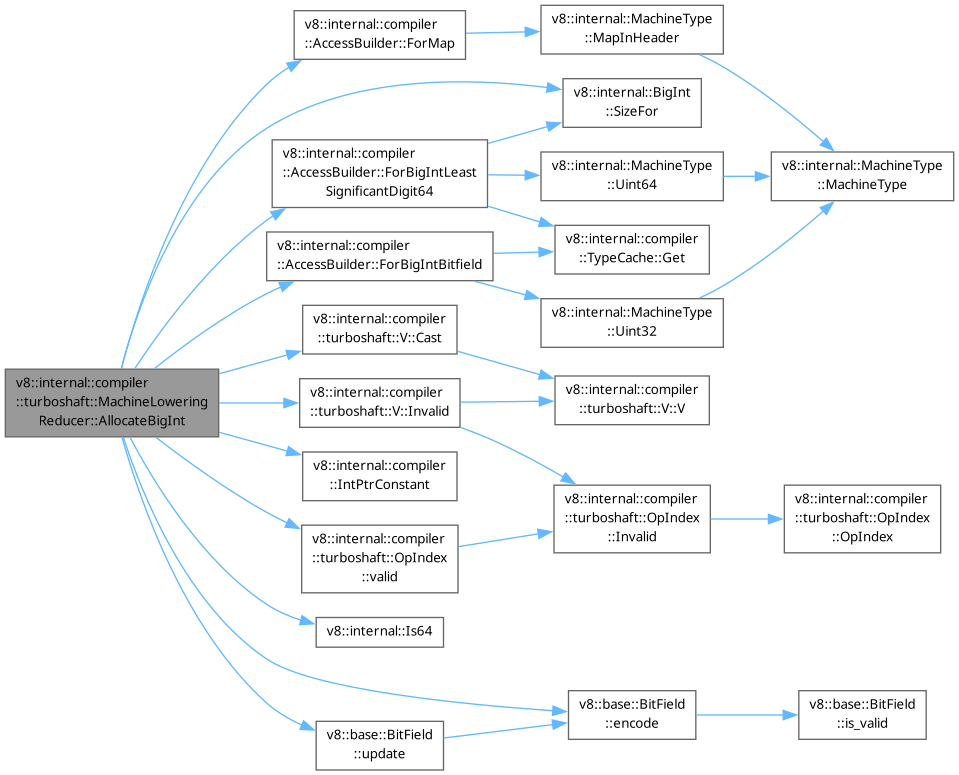 v8::internal::compiler
::turboshaft::MachineLowering
Reducer::AllocateBigInt
v8::internal::compiler
::AccessBuilder::ForMap
v8::internal::MachineType
::MapInHeader
v8::internal::BigInt
::SizeFor
v8::internal::compiler
::AccessBuilder::ForBigIntLeast
SignificantDigit64
v8::internal::MachineType
::Uint64
v8::internal::MachineType
::MachineType
v8::internal::compiler
::TypeCache::Get
v8::internal::compiler
::AccessBuilder::ForBigIntBitfield
v8::internal::MachineType
::Uint32
v8::internal::compiler
::turboshaft::V::Cast
v8::internal::compiler
::turboshaft::V::V
v8::internal::compiler
::turboshaft::V::Invalid
v8::internal::compiler
::IntPtrConstant
v8::internal::compiler
::turboshaft::OpIndex
::Invalid
v8::internal::compiler
::turboshaft::OpIndex
::OpIndex
v8::internal::compiler
::turboshaft::OpIndex
::valid
v8::internal::Is64
v8::base::BitField
::encode
v8::base::BitField
::is_valid
v8::base::BitField
::update